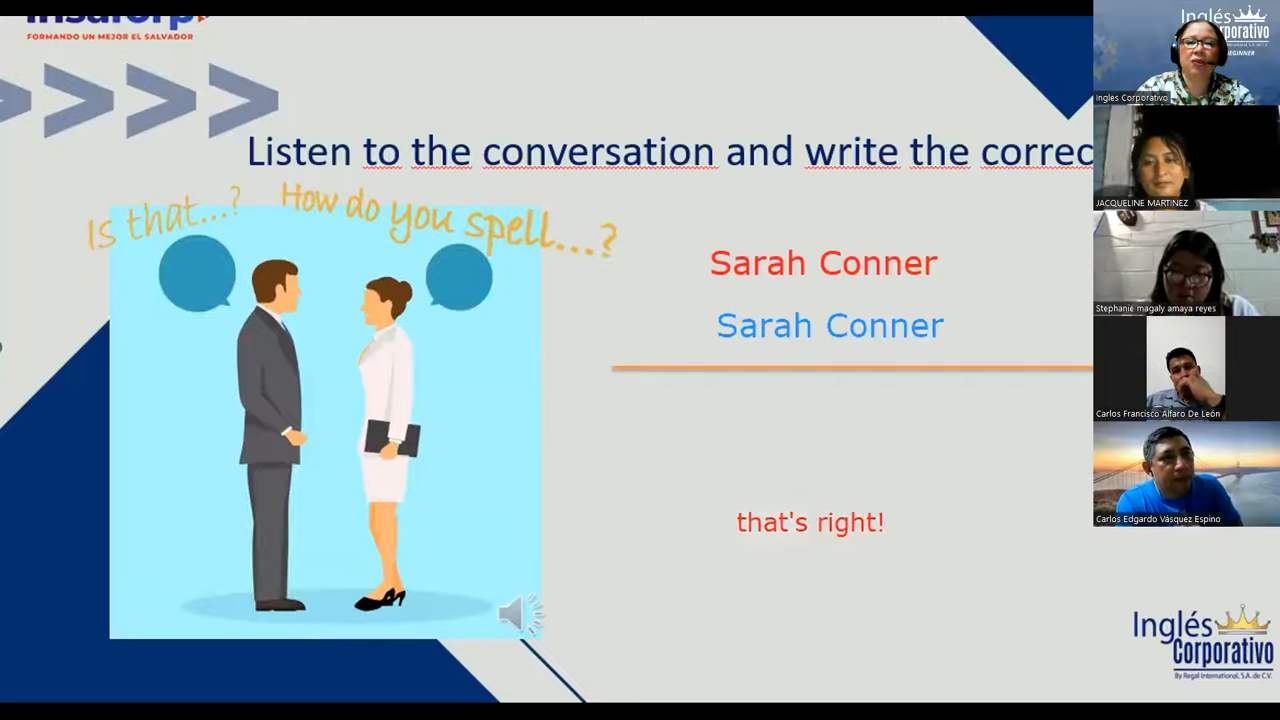 FORMANDO UN MEJOR EL SALVADOR
Listen to the conversation and write the correc
Is that...?
How do you spell...?
Sarah Conner
Sarah Conner
that's right!
Inglés
Corporativo
By Regal International, S.A. de C.V.
Inglés
orporativo
EGINNER
Ingles Corporativo
JACQUELINE MARTINEZ
Stephanie magaly amaya reyes
Carlos Francisco Alfaro De León
Carlos Edgardo Vásquez Espino